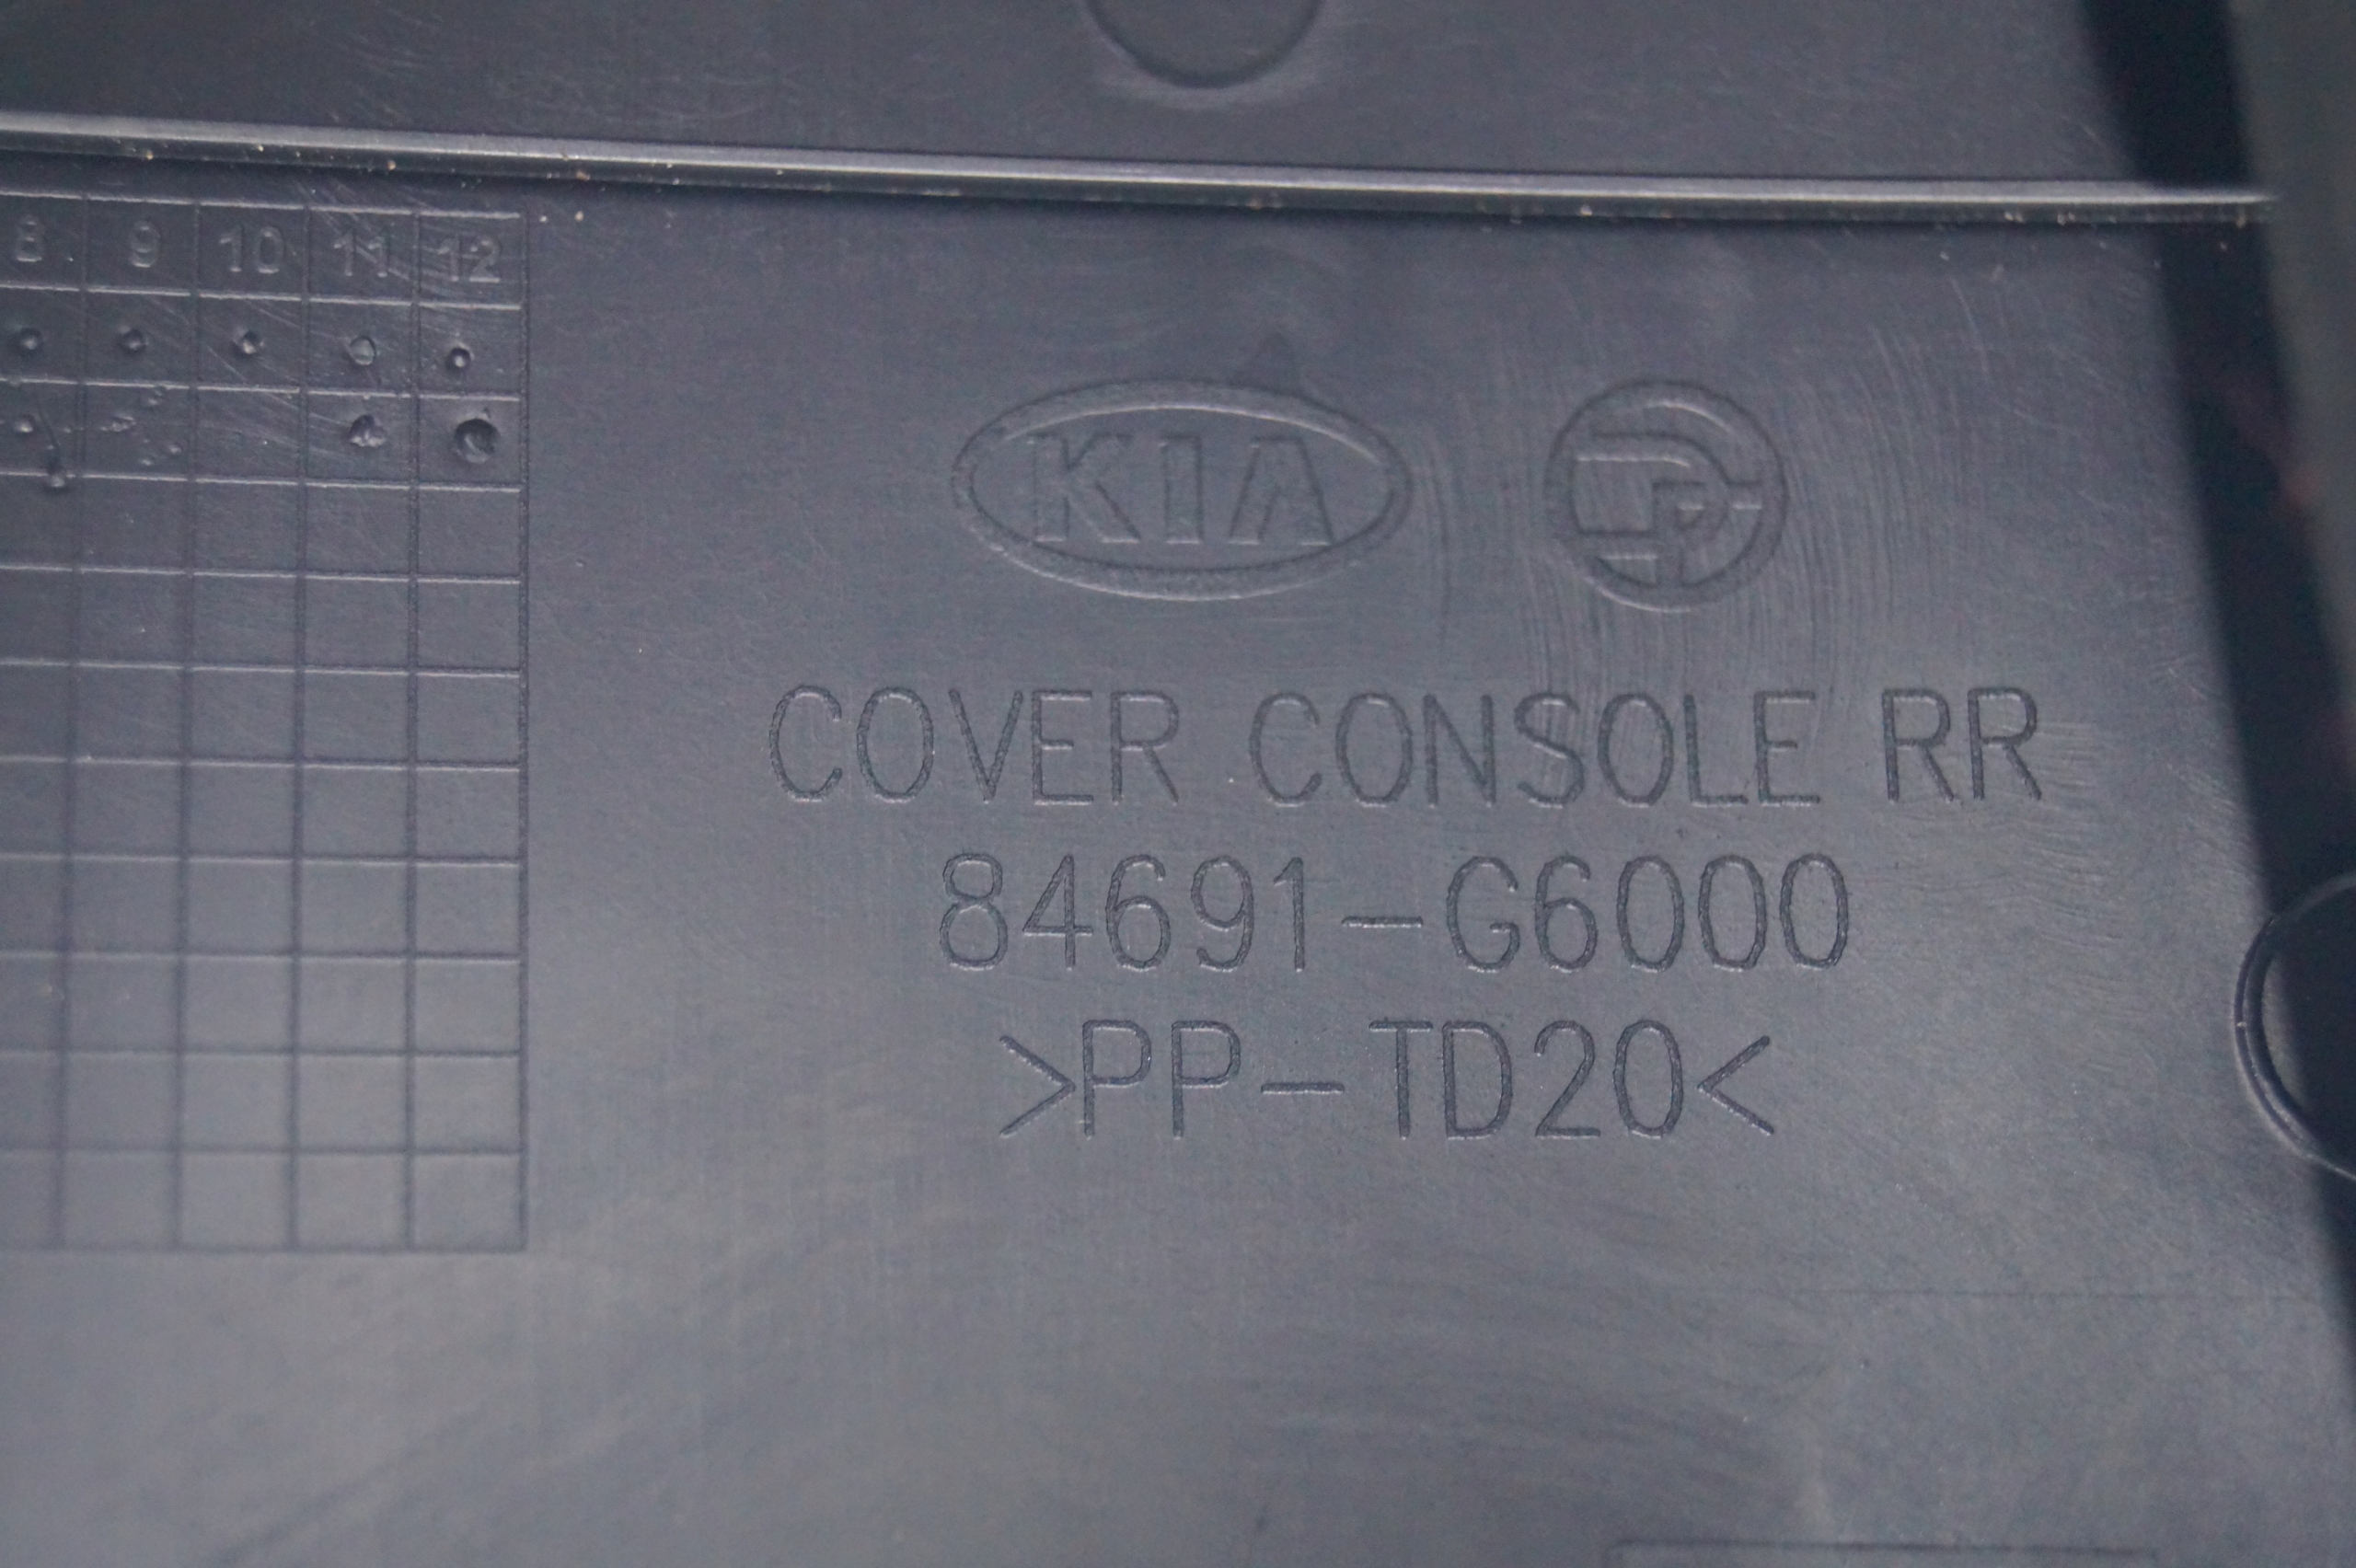 8 9 10 11 12
KIA
COVER CONSOLE RR
84691-G6000
>PP-TD20<